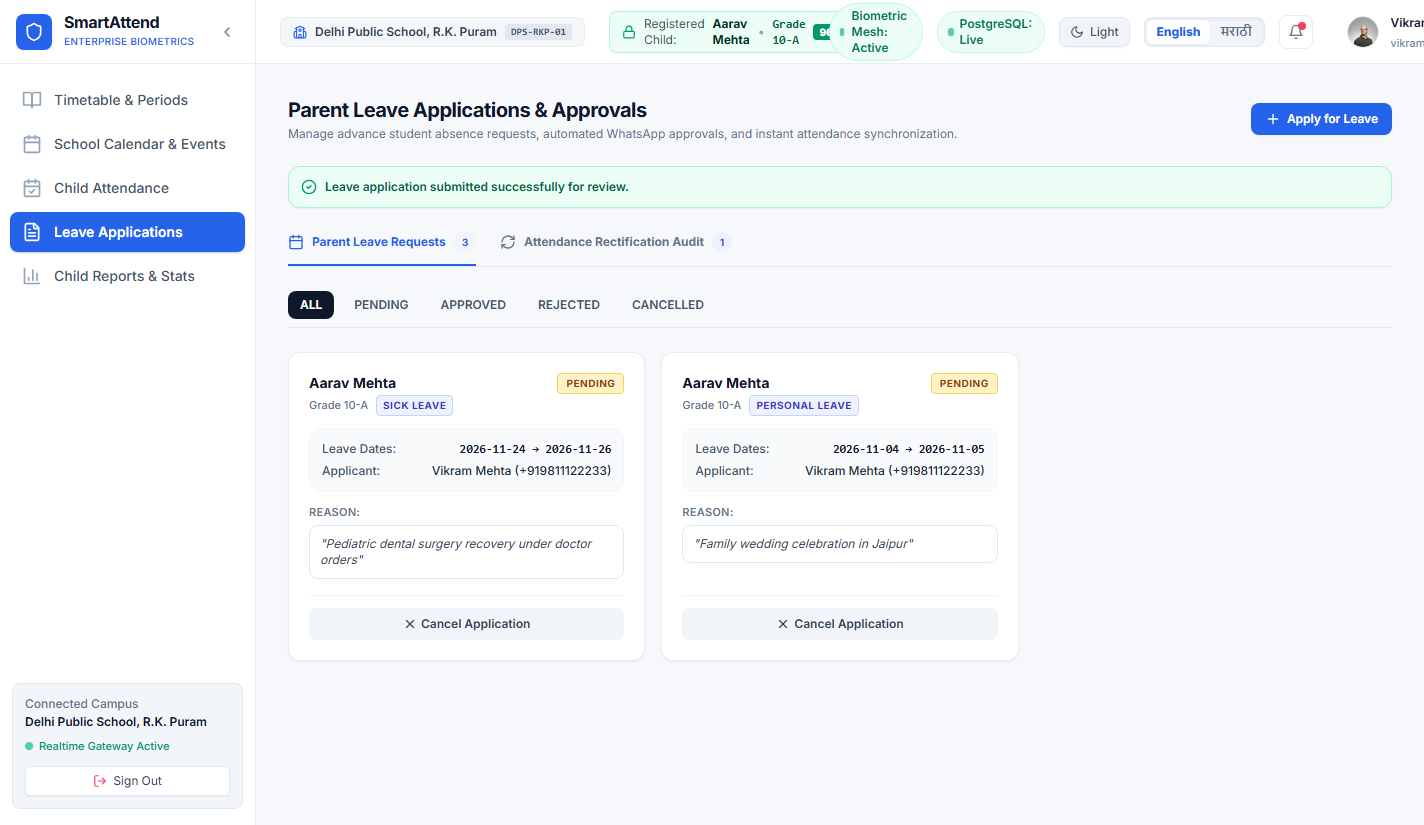 SmartAttend
ENTERPRISE BIOMETRICS
Delhi Public School, R.K. Puram DPS-RKP-01
Registered Child:
Aarav Mehta
•
Grade 10-A
Biometric Mesh: Active
PostgreSQL: Live
Light
English मराठी
Timetable & Periods
School Calendar & Events
Child Attendance
Leave Applications
Child Reports & Stats
Connected Campus
Delhi Public School, R.K. Puram
Realtime Gateway Active
Sign Out
Parent Leave Applications & Approvals
Manage advance student absence requests, automated WhatsApp approvals, and instant attendance synchronization.
+ Apply for Leave
Leave application submitted successfully for review.
Parent Leave Requests 3 Attendance Rectification Audit 1
ALL PENDING APPROVED REJECTED CANCELLED
Aarav Mehta PENDING
Grade 10-A SICK LEAVE
Leave Dates: 2026-11-24 → 2026-11-26
Applicant: Vikram Mehta (+919811122233)
REASON:
"Pediatric dental surgery recovery under doctor
orders"
Cancel Application
Aarav Mehta PENDING
Grade 10-A PERSONAL LEAVE
Leave Dates: 2026-11-04 → 2026-11-05
Applicant: Vikram Mehta (+919811122233)
REASON:
"Family wedding celebration in Jaipur"
Cancel Application